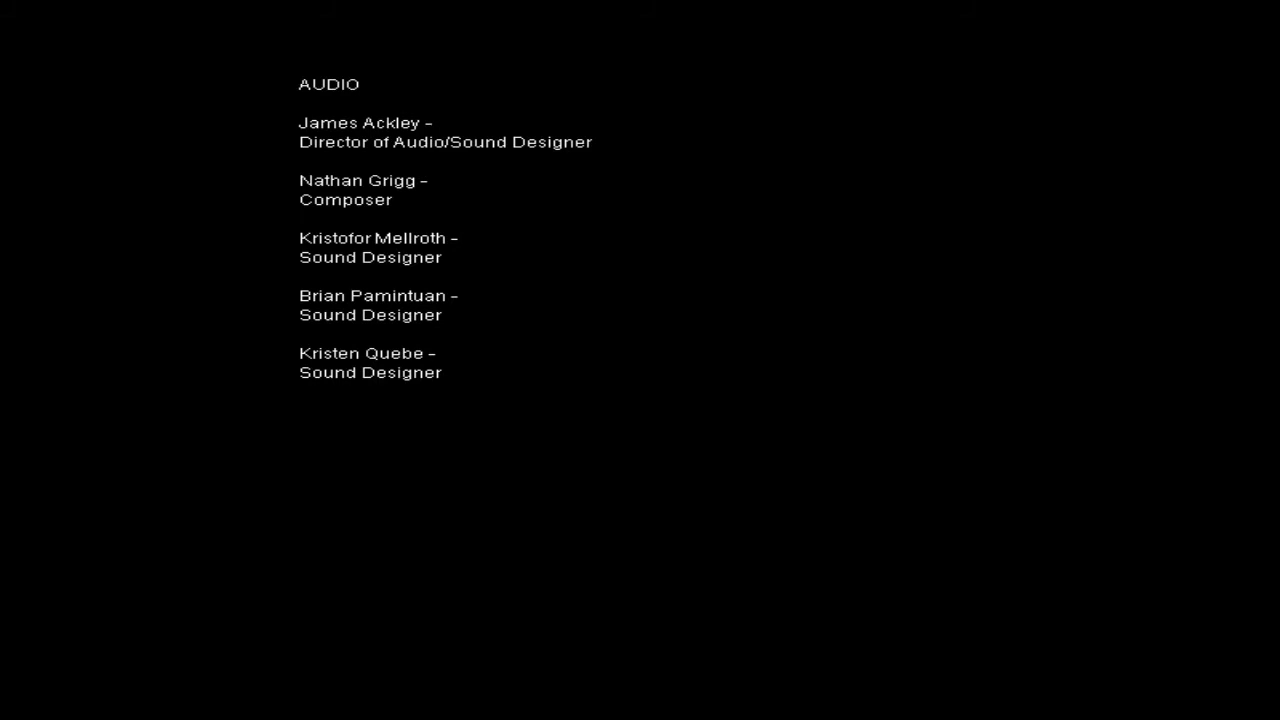 AUDIO
James Ackley -
Director of Audio/Sound Designer
Nathan Grigg -
Composer
Kristofor Mellroth -
Sound Designer
Brian Pamintuan -
Sound Designer
Kristen Quebe -
Sound Designer